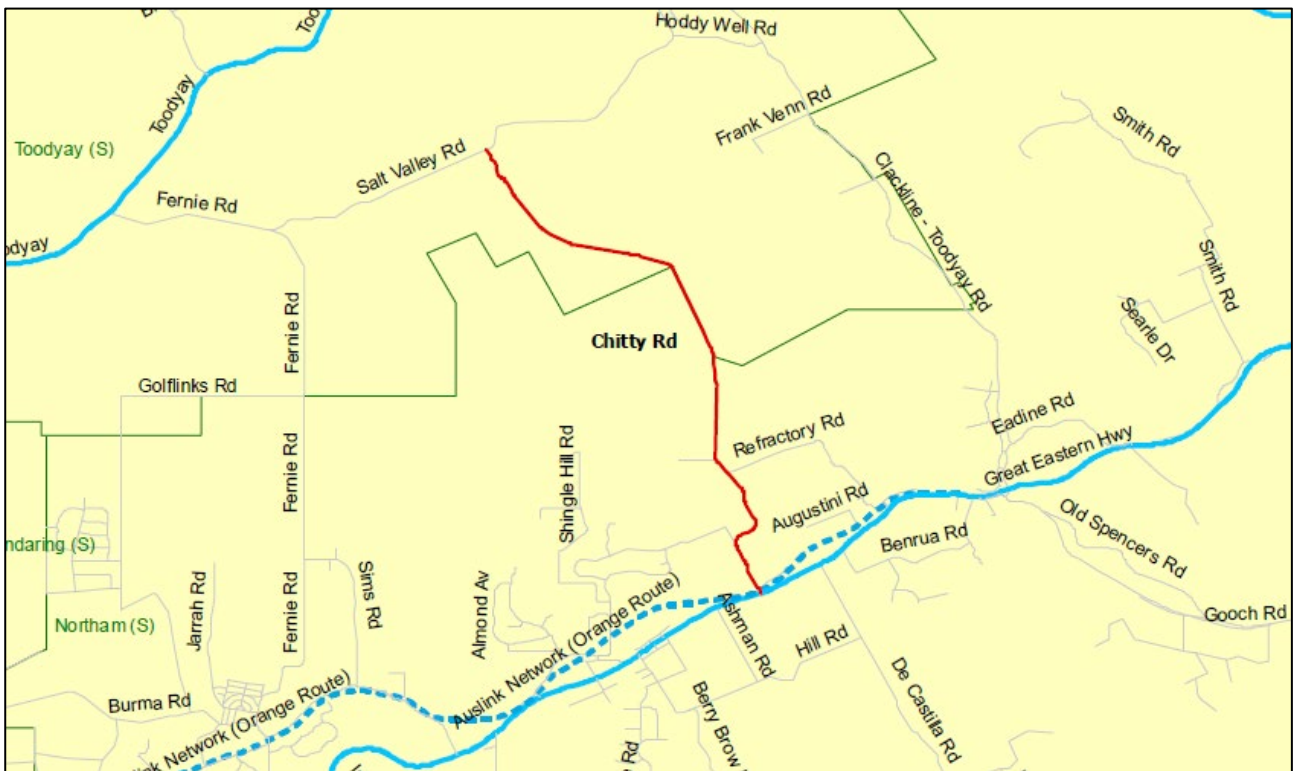 Hoddy Well Rd
Toodyay
Frank Venn Rd
Smith Rd
Toodyay (S)
Salt Valley Rd
Fernie Rd
Clackline - Toodyay Rd
Smith Rd
Searle Dr
Fernie Rd
Chitty Rd
Golflinks Rd
Eadine Rd
Refractory Rd
Great Eastern Hwy
Shingle Hill Rd
Fernie Rd
Augustini Rd
Benrua Rd
Old Spencers Rd
ndaring (S)
Sims Rd
Jarrah Rd
Fernie Rd
Almond Av
Auslink Network (Orange Route)
Ashman Rd
Hill Rd
Gooch Rd
Northam (S)
De Castilla Rd
Burma Rd
Berry Brow
link Network (Orange Route)
Rd